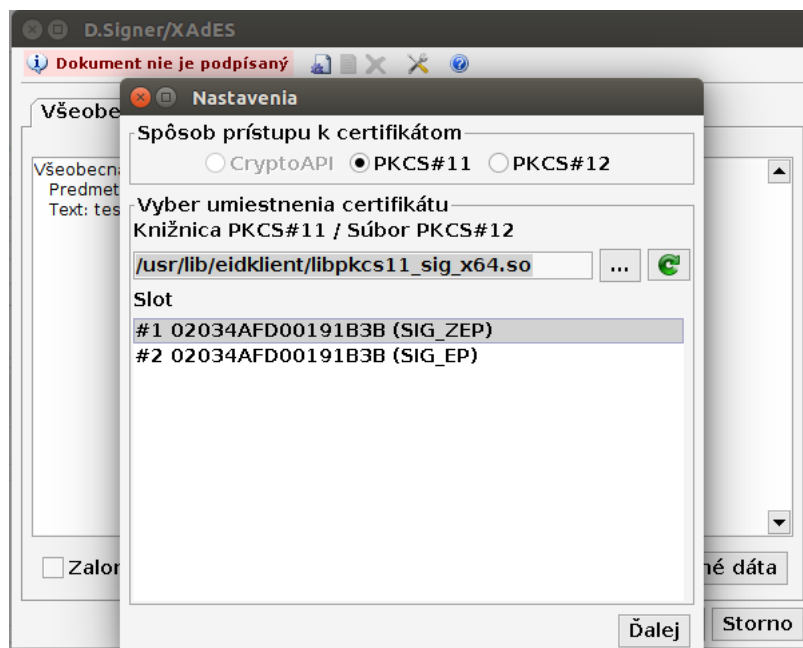 D.Signer/XAdES
Dokument nie je podpísaný
Nastavenia
Spôsob prístupu k certifikátom
CryptoAPI PKCS#11 PKCS#12
Vyber umiestnenia certifikátu
Knižnica PKCS#11 / Súbor PKCS#12
/usr/lib/eidklient/libpkcs11_sig_x64.so ...
Slot
#1 02034AFD00191B3B (SIG_ZEP)
#2 02034AFD00191B3B (SIG_EP)
Ďalej
Všeobe
Všeobecn
Predmet
Text: tes
Zalo
né dáta
Storno